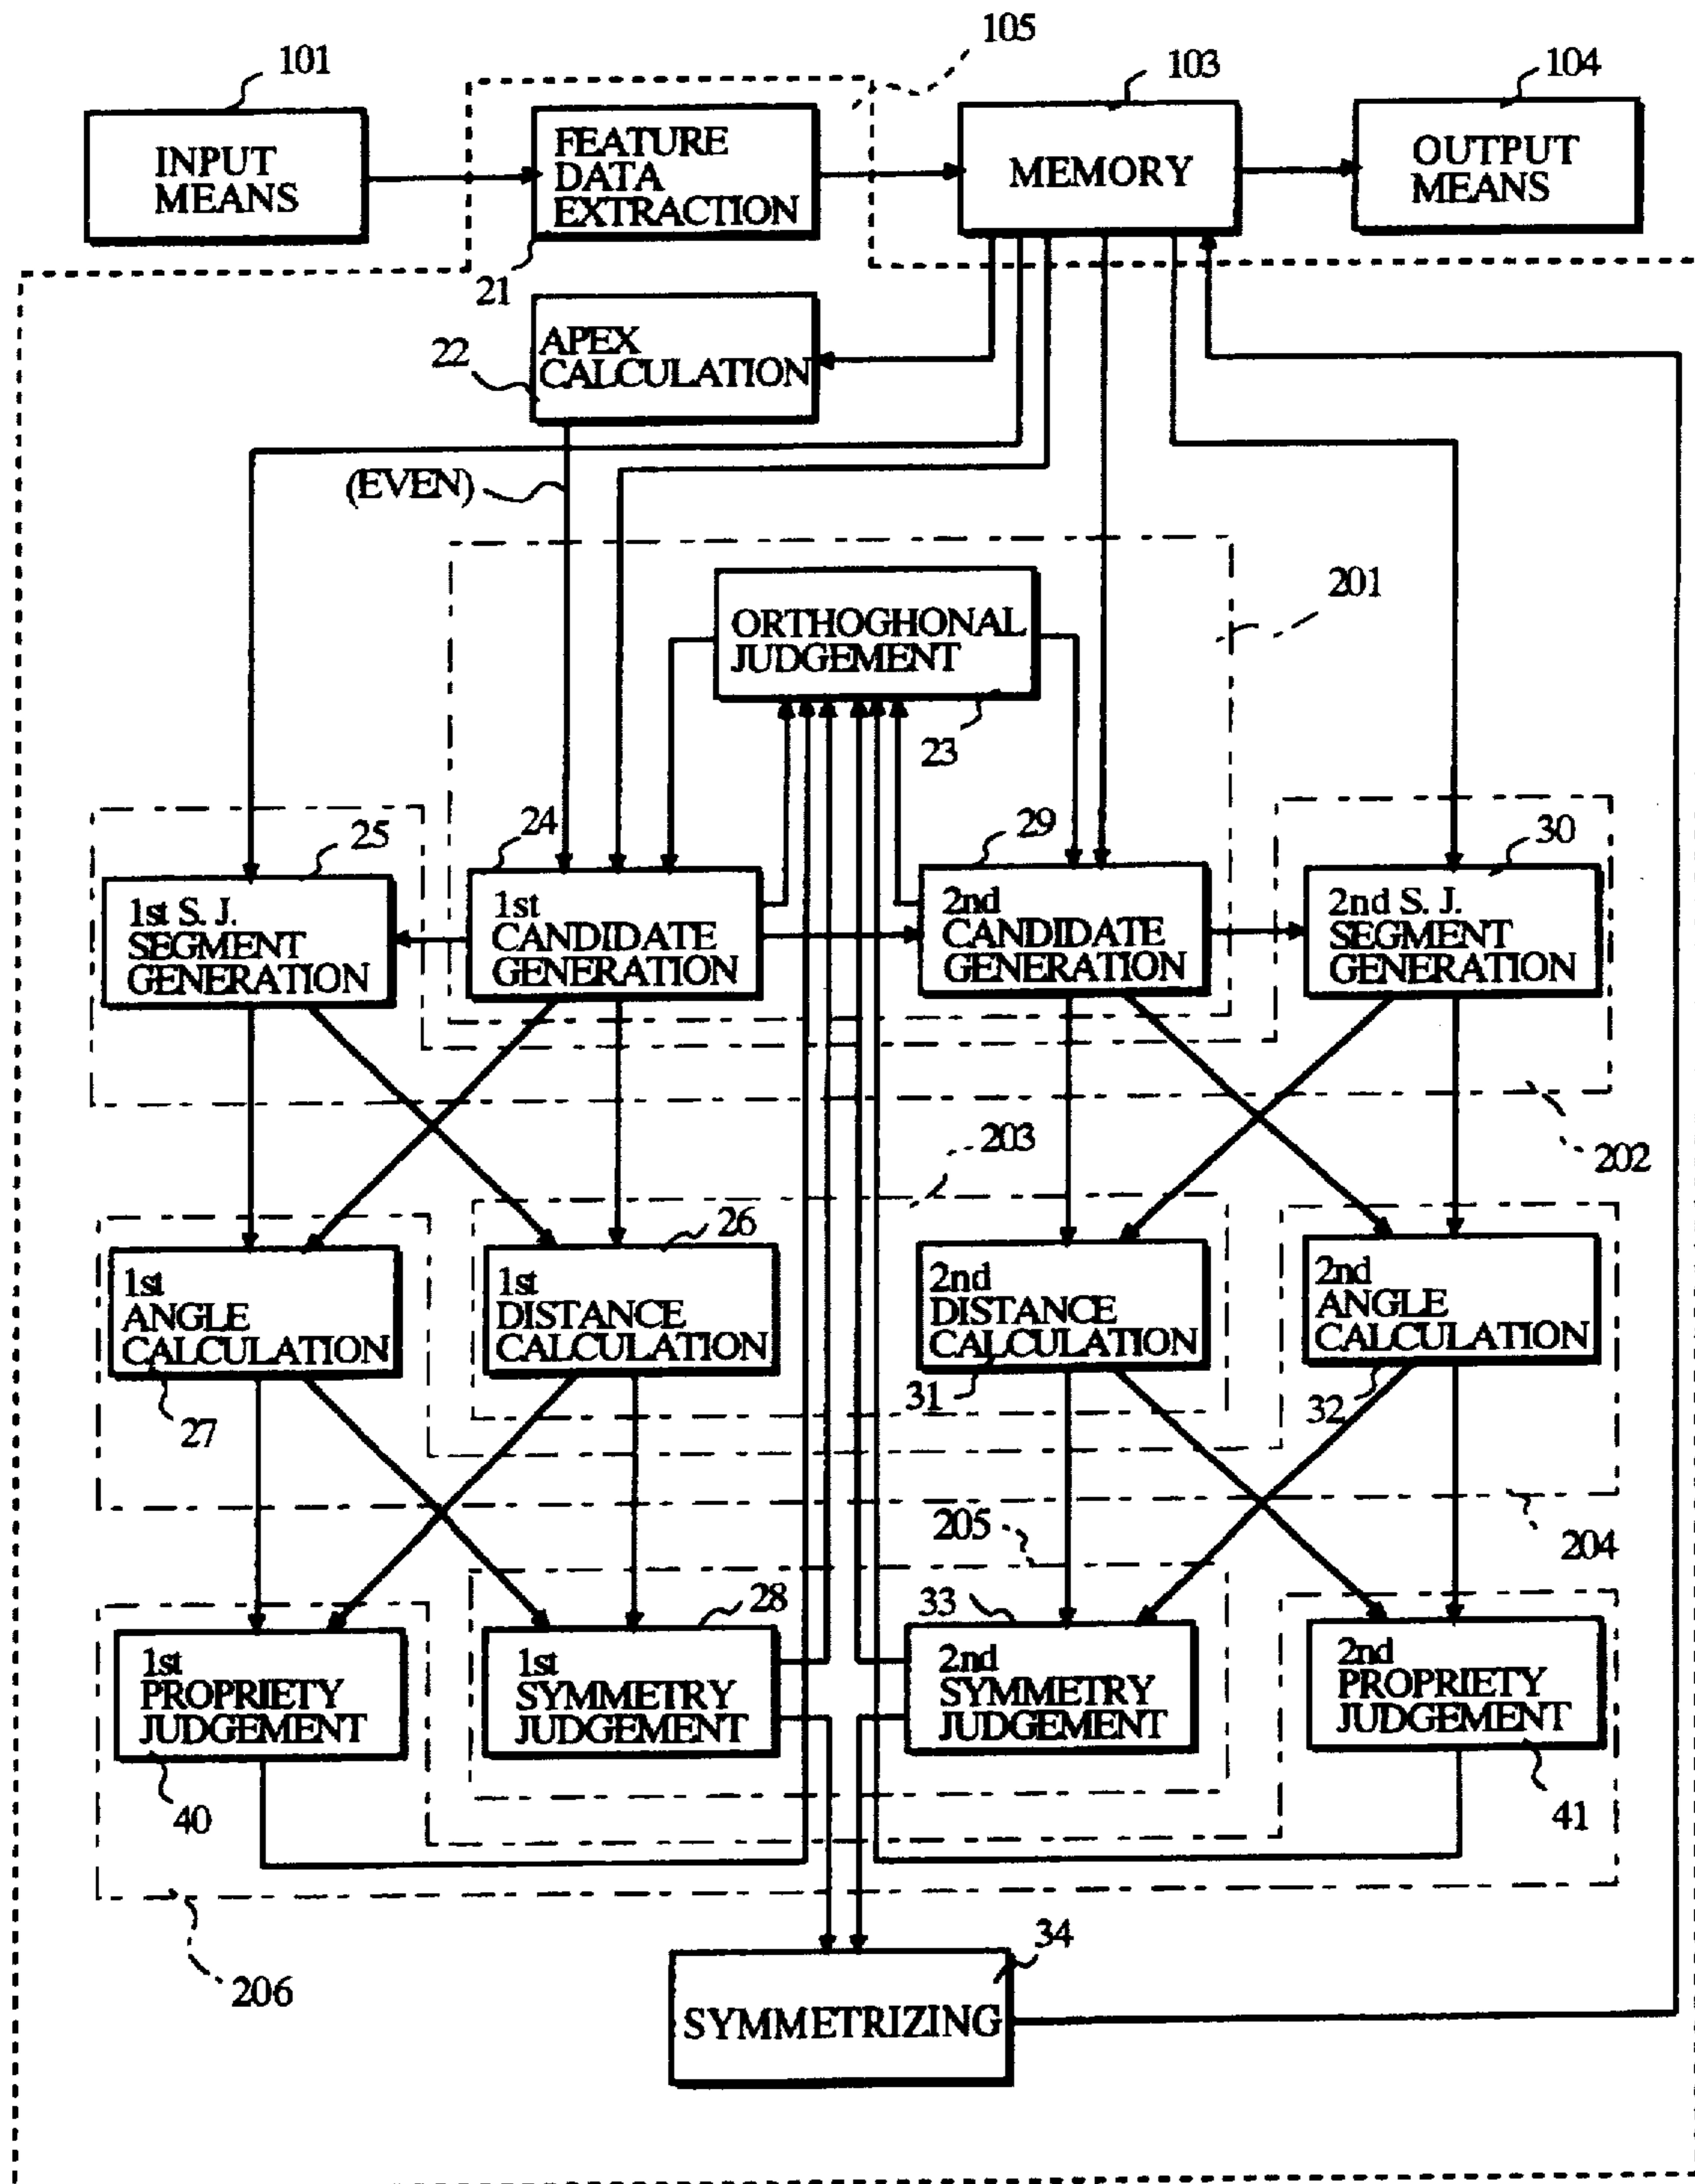 101
105
103
104
INPUT
MEANS
FEATURE
DATA
EXTRACTION
MEMORY
OUTPUT
MEANS
21
22
APEX
CALCULATION
(EVEN)
201
ORTHOGHONAL
JUDGEMENT
23
25
24
29
30
1st S. J.
SEGMENT
GENERATION
1st
CANDIDATE
GENERATION
2nd
CANDIDATE
GENERATION
2nd S. J.
SEGMENT
GENERATION
203
202
26
1st
ANGLE
CALCULATION
1st
DISTANCE
CALCULATION
2nd
DISTANCE
CALCULATION
2nd
ANGLE
CALCULATION
27
31
32
205
204
28
33
1st
PROPRIETY
JUDGEMENT
1st
SYMMETRY
JUDGEMENT
2nd
SYMMETRY
JUDGEMENT
2nd
PROPRIETY
JUDGEMENT
40
41
206
34
SYMMETRIZING